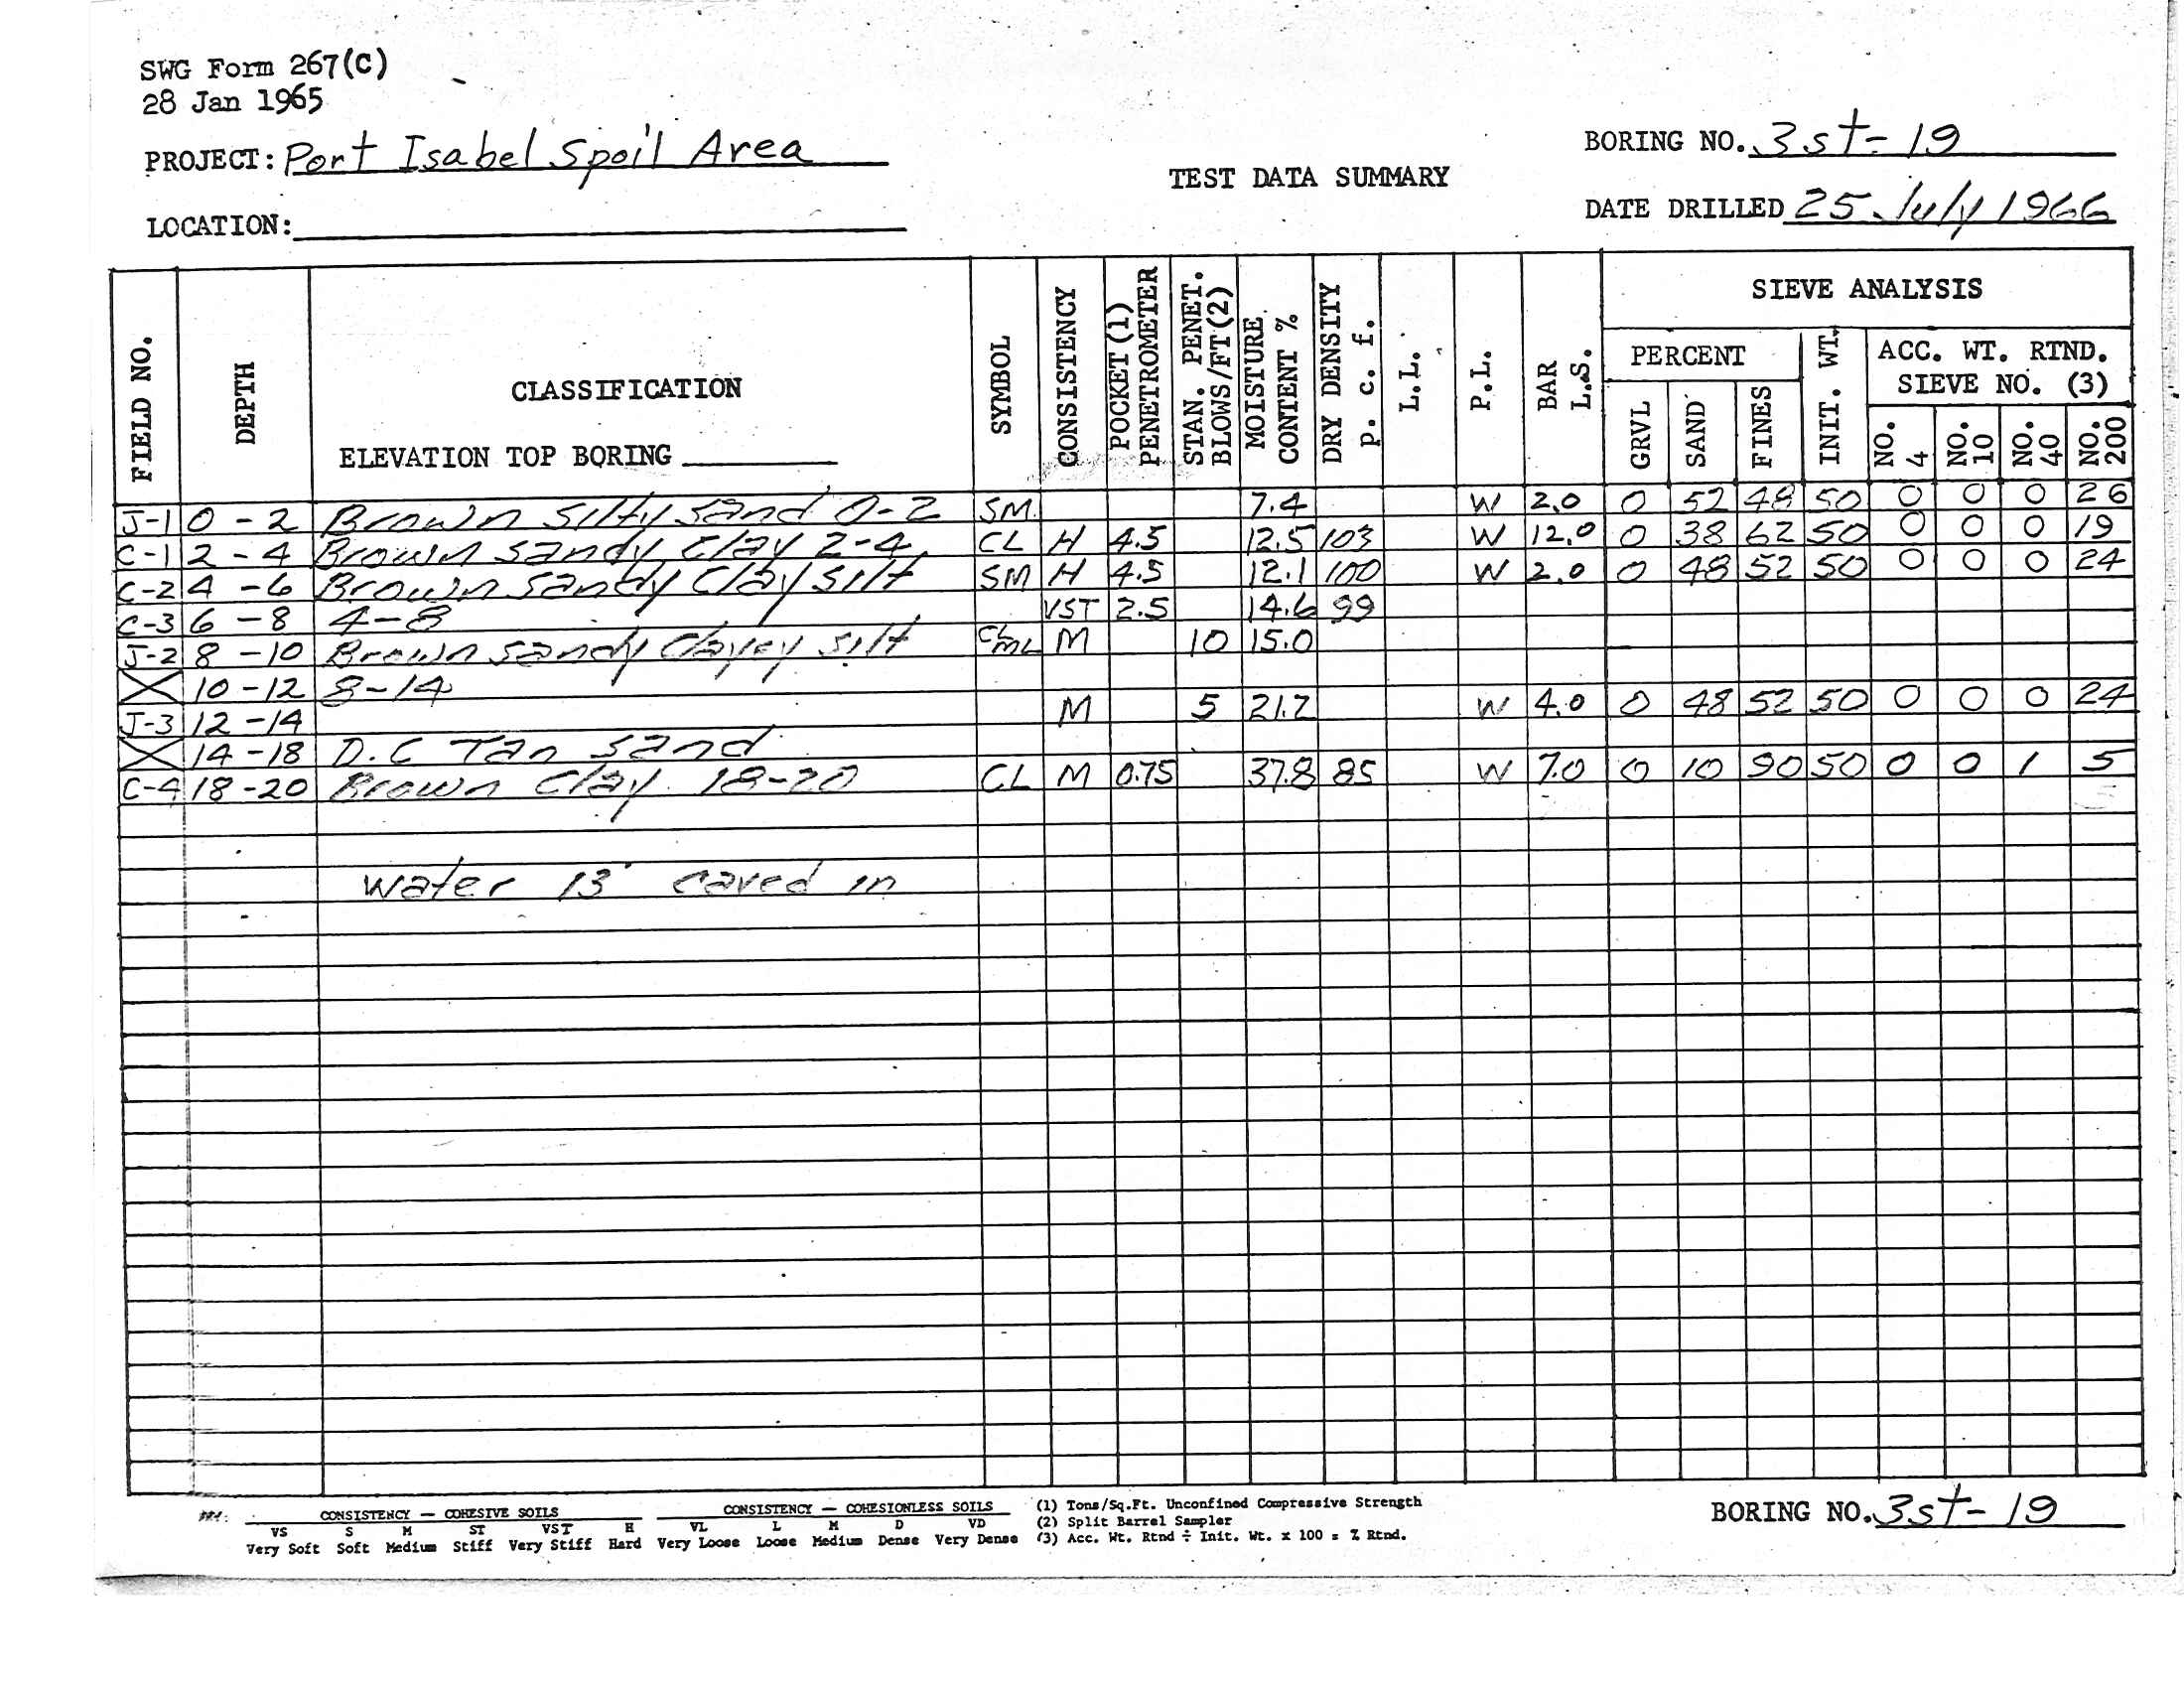 SWG Form 267(C)
28 Jan 1965
PROJECT: Port Isabel Spoil Area
BORING NO. 3st-19
TEST DATA SUMMARY
LOCATION:
DATE DRILLED 25 July 1966
FIELD NO.
DEPTH
CLASSIFICATION
ELEVATION TOP BORING
SYMBOL
CONSISTENCY
POCKET (1) PENETROMETER
STAN. PENET. BLOWS/FT (2)
MOISTURE CONTENT %
DRY DENSITY p. c. f.
L.L.
P.L.
BAR L.S.
SIEVE ANALYSIS
PERCENT
GRVL
SAND
FINES
INIT. WT.
ACC. WT. RTND.
SIEVE NO. (3)
NO. 4
NO. 10
NO. 40
NO. 200
J-1 0 - 2 Brown silty sand 0-2 SM 7.4 W 2.0 0 52 48 50 0 0 0 26
C-1 2 - 4 Brown sandy clay 2-4 CL H 4.5 12.5 103 W 12.0 0 38 62 50 0 0 0 19
C-2 4 - 6 Brown sandy clay silt SM H 4.5 12.1 100 W 2.0 0 48 52 50 0 0 0 24
C-3 6 - 8 4-8 VST 2.5 14.6 99
J-2 8 - 10 Brown sandy clayey silt CL ML M 10 15.0
10 - 12 8-14
J-3 12 - 14 M 5 21.2 W 4.0 0 48 52 50 0 0 0 24
14 - 18 D.C Tan sand
C-4 18 - 20 Brown Clay 18-20 CL M 0.75 37.8 85 W 7.0 0 10 90 50 0 0 1 5
water 13' caved in
CONSISTENCY — COHESIVE SOILS
VS S M ST VST H
Very Soft Soft Medium Stiff Very Stiff Hard
CONSISTENCY — COHESIONLESS SOILS
VL L M D VD
Very Loose Loose Medium Dense Very Dense
(1) Tons/Sq.Ft. Unconfined Compressive Strength
(2) Split Barrel Sampler
(3) Acc. Wt. Rtnd ÷ Init. Wt. x 100 = % Rtnd.
BORING NO. 3st-19